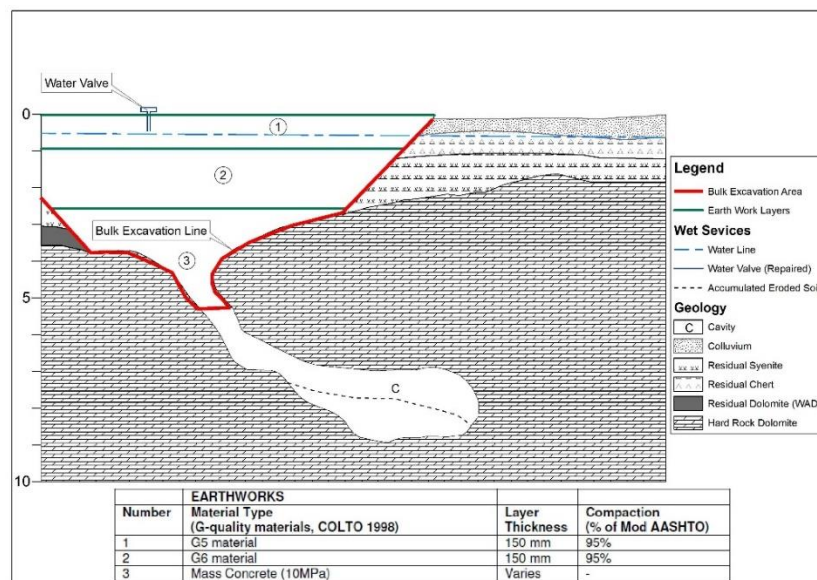 Water Valve
0
1
2
Bulk Excavation Line
3
5
C
10
Legend
Bulk Excavation Area
Earth Work Layers
Wet Sevices
Water Line
Water Valve (Repaired)
Accumulated Eroded Soil
Geology
C Cavity
Colluvium
Residual Syenite
Residual Chert
Residual Dolomite (WAD
Hard Rock Dolomite
EARTHWORKS
Number Material Type (G-quality materials, COLTO 1998) Layer Thickness Compaction (% of Mod AASHTO)
1 G5 material 150 mm 95%
2 G6 material 150 mm 95%
3 Mass Concrete (10MPa) Varies -